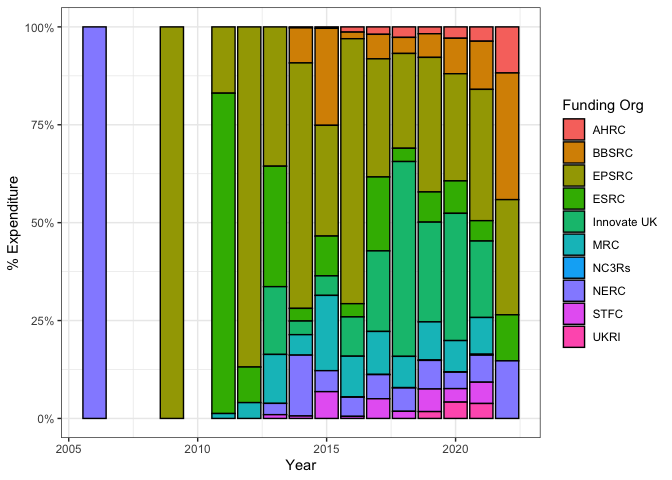 100%
75%
50%
25%
0%
% Expenditure
2005
2010
2015
2020
Year
Funding Org
AHRC
BBSRC
EPSRC
ESRC
Innovate UK
MRC
NC3Rs
NERC
STFC
UKRI